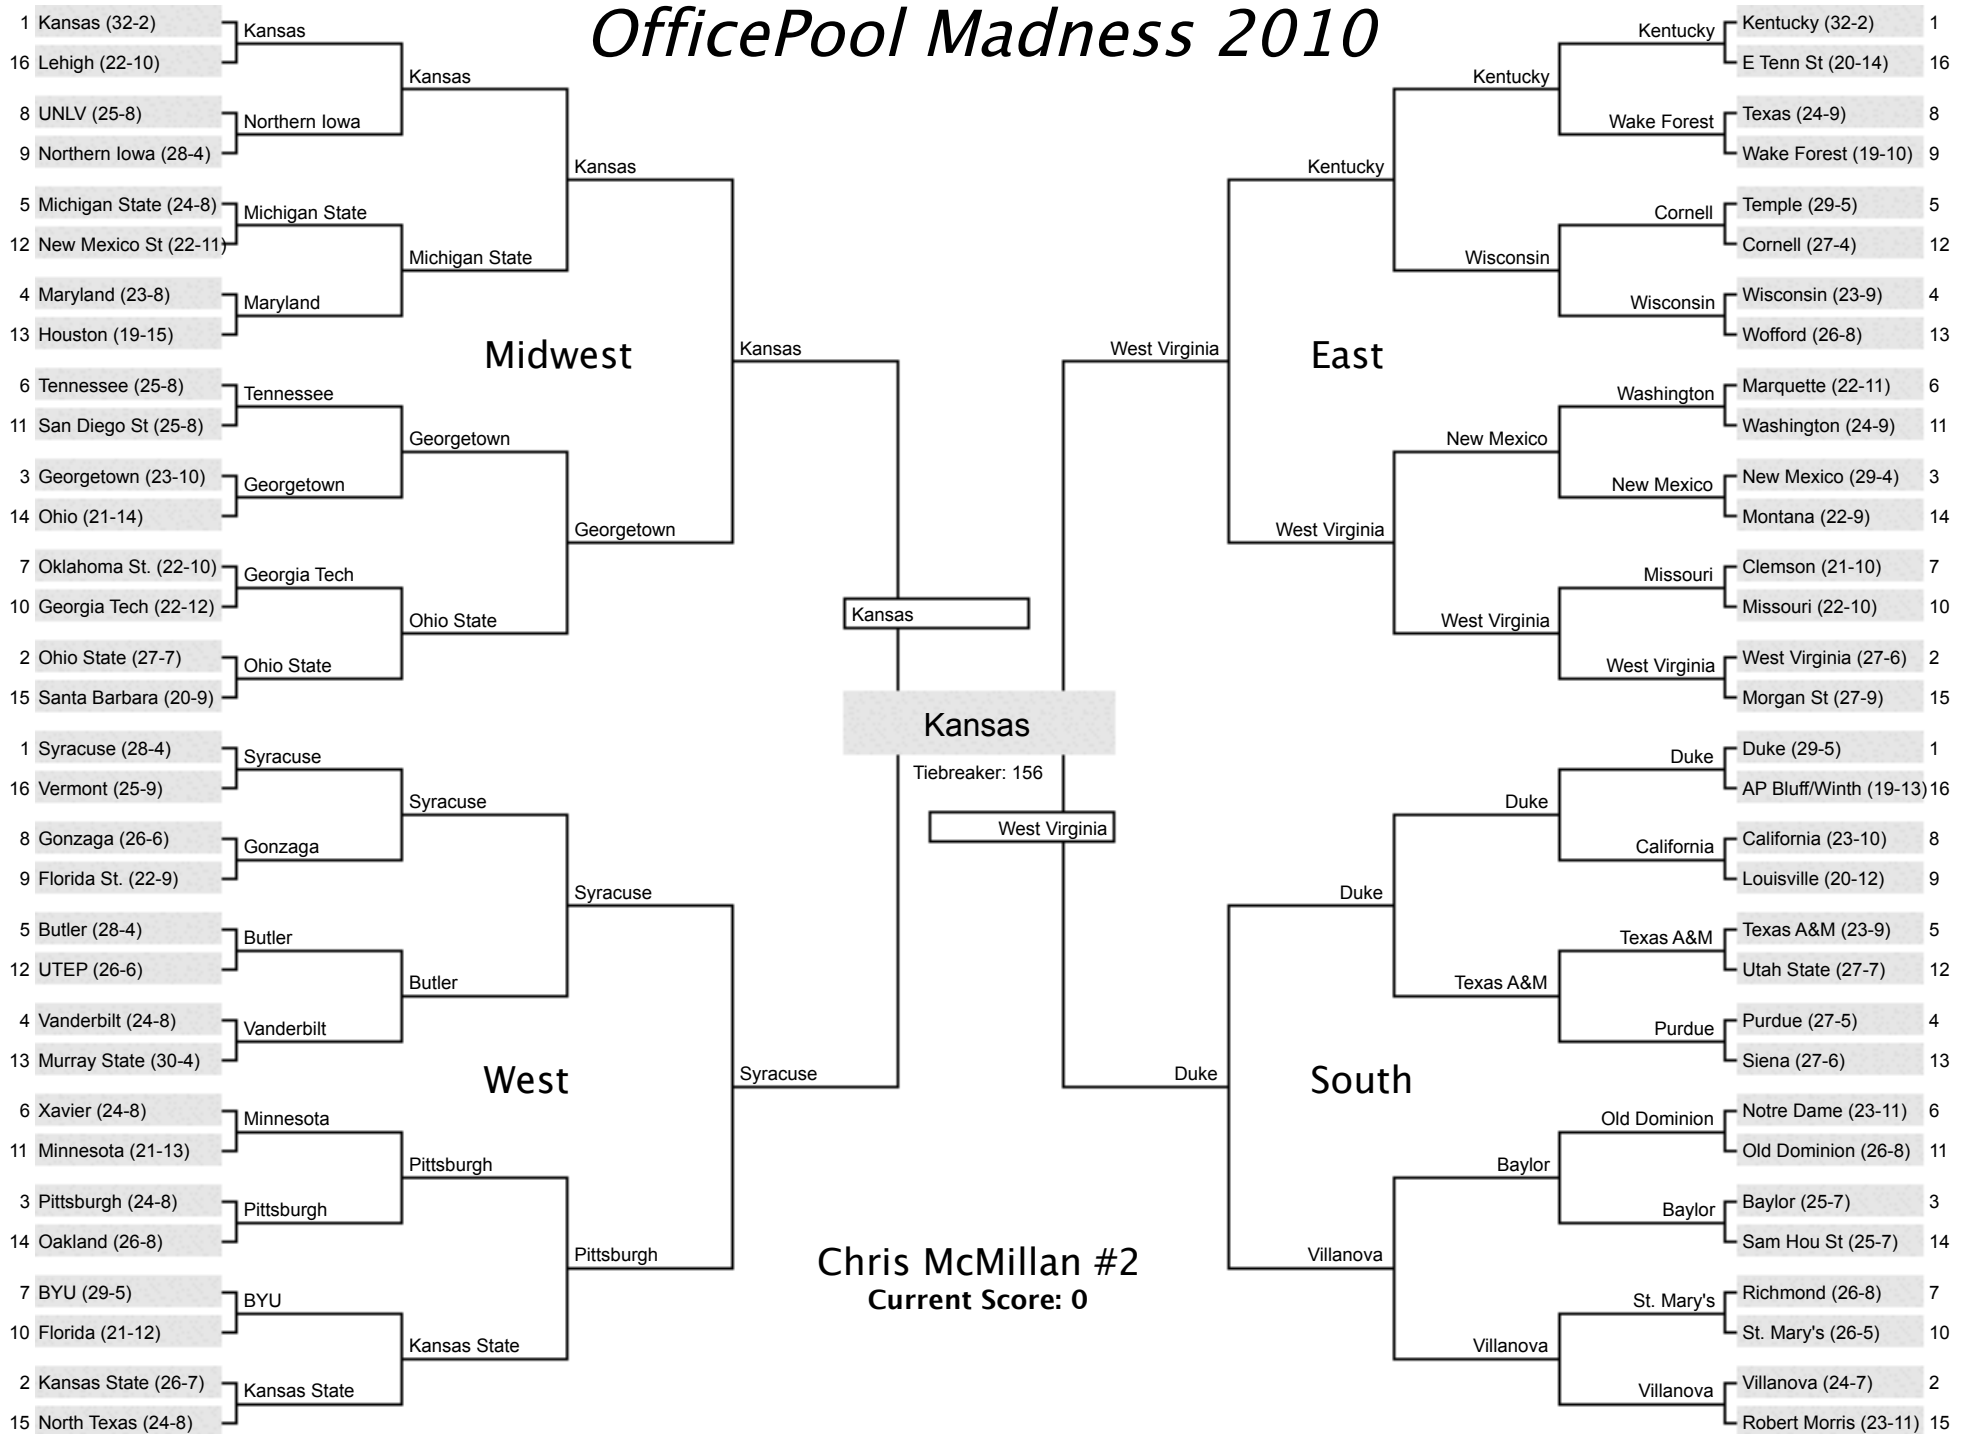 OfficePool Madness 2010
1 Kansas (32-2)
16 Lehigh (22-10)
8 UNLV (25-8)
9 Northern Iowa (28-4)
5 Michigan State (24-8)
12 New Mexico St (22-11)
4 Maryland (23-8)
13 Houston (19-15)
6 Tennessee (25-8)
11 San Diego St (25-8)
3 Georgetown (23-10)
14 Ohio (21-14)
7 Oklahoma St. (22-10)
10 Georgia Tech (22-12)
2 Ohio State (27-7)
15 Santa Barbara (20-9)
Kansas
Northern Iowa
Michigan State
Maryland
Tennessee
Georgetown
Georgia Tech
Ohio State
Kansas
Michigan State
Georgetown
Ohio State
Kansas
Georgetown
Kansas
Midwest
1 Syracuse (28-4)
16 Vermont (25-9)
8 Gonzaga (26-6)
9 Florida St. (22-9)
5 Butler (28-4)
12 UTEP (26-6)
4 Vanderbilt (24-8)
13 Murray State (30-4)
6 Xavier (24-8)
11 Minnesota (21-13)
3 Pittsburgh (24-8)
14 Oakland (26-8)
7 BYU (29-5)
10 Florida (21-12)
2 Kansas State (26-7)
15 North Texas (24-8)
Syracuse
Gonzaga
Butler
Vanderbilt
Minnesota
Pittsburgh
BYU
Kansas State
Syracuse
Butler
Pittsburgh
Kansas State
Syracuse
Pittsburgh
Syracuse
West
Kansas
Kansas
Tiebreaker: 156
West Virginia
Chris McMillan #2
Current Score: 0
Kentucky (32-2) 1
E Tenn St (20-14) 16
Texas (24-9) 8
Wake Forest (19-10) 9
Temple (29-5) 5
Cornell (27-4) 12
Wisconsin (23-9) 4
Wofford (26-8) 13
Marquette (22-11) 6
Washington (24-9) 11
New Mexico (29-4) 3
Montana (22-9) 14
Clemson (21-10) 7
Missouri (22-10) 10
West Virginia (27-6) 2
Morgan St (27-9) 15
Kentucky
Wake Forest
Cornell
Wisconsin
Washington
New Mexico
Missouri
West Virginia
Kentucky
Wisconsin
New Mexico
West Virginia
Kentucky
West Virginia
West Virginia
East
Duke (29-5) 1
AP Bluff/Winth (19-13) 16
California (23-10) 8
Louisville (20-12) 9
Texas A&M (23-9) 5
Utah State (27-7) 12
Purdue (27-5) 4
Siena (27-6) 13
Notre Dame (23-11) 6
Old Dominion (26-8) 11
Baylor (25-7) 3
Sam Hou St (25-7) 14
Richmond (26-8) 7
St. Mary's (26-5) 10
Villanova (24-7) 2
Robert Morris (23-11) 15
Duke
California
Texas A&M
Purdue
Old Dominion
Baylor
St. Mary's
Villanova
Duke
Texas A&M
Baylor
Villanova
Duke
Villanova
Duke
South